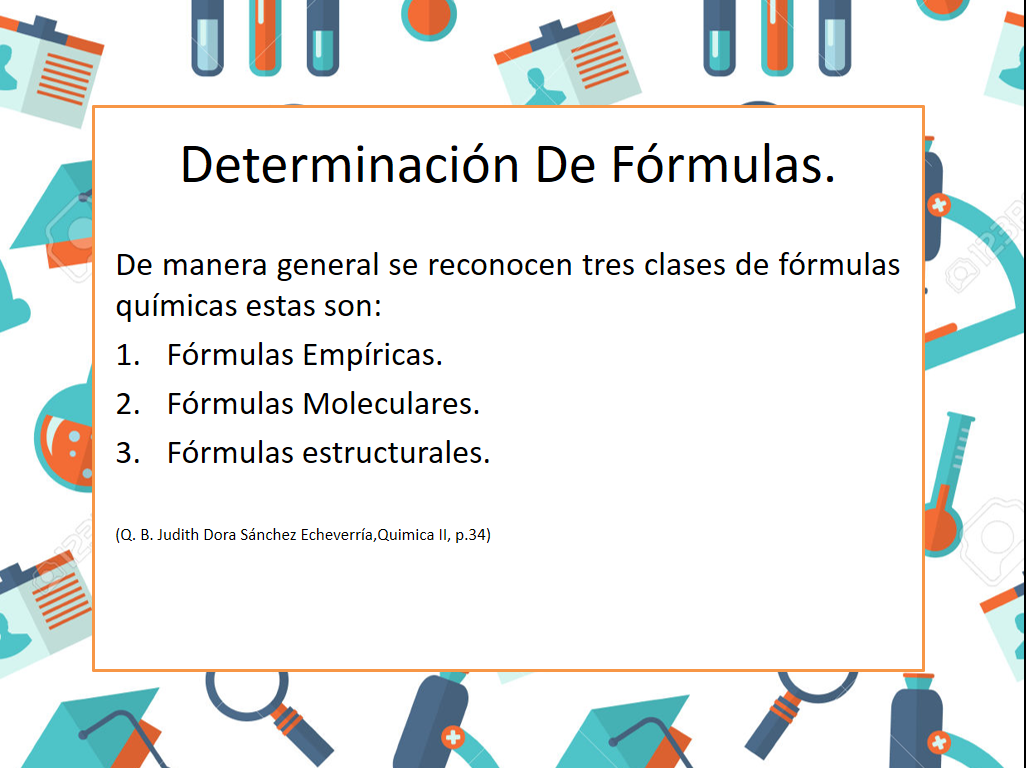 Determinación De Fórmulas.
De manera general se reconocen tres clases de fórmulas
químicas estas son:
1. Fórmulas Empíricas.
2. Fórmulas Moleculares.
3. Fórmulas estructurales.
(Q. B. Judith Dora Sánchez Echeverría,Quimica II, p.34)